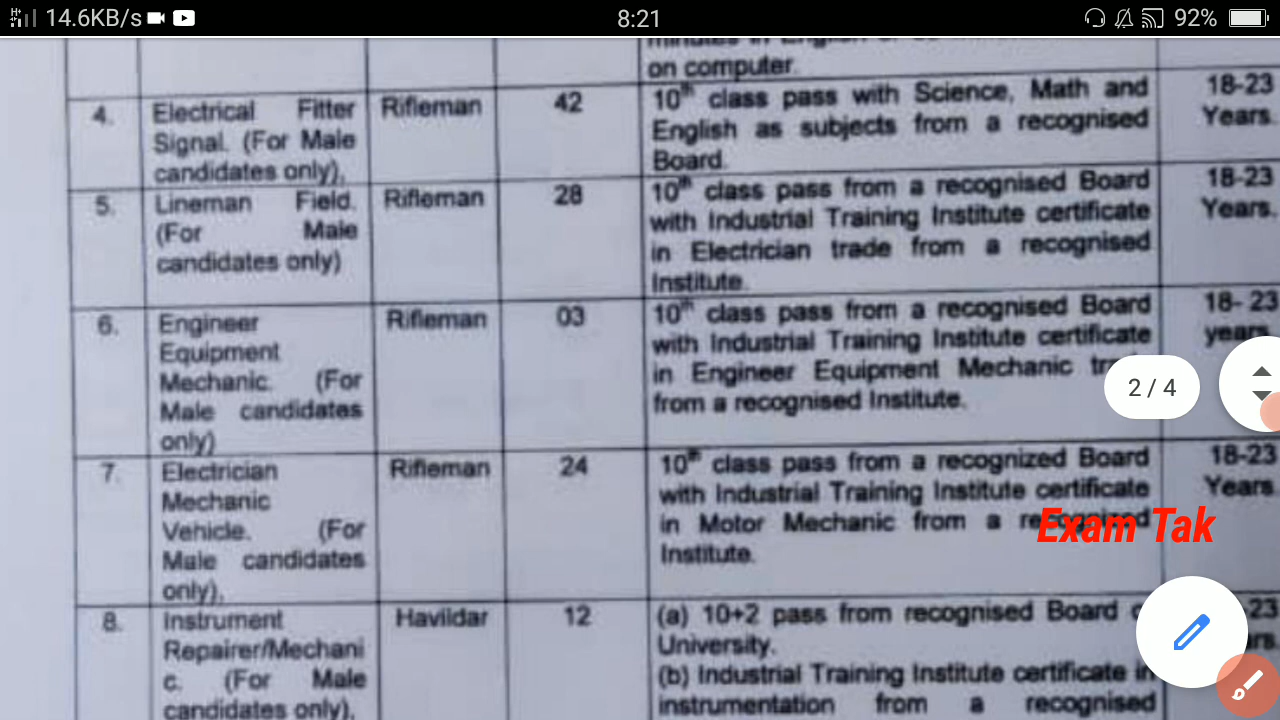 14.6KB/s 8:21 92%
on computer.
4. Electrical Fitter Rifleman 42 10th class pass with Science, Math and 18-23
Signal. (For Male English as subjects from a recognised Years.
candidates only), Board.
5. Lineman Field. Rifleman 28 10th class pass from a recognised Board 18-23
(For Male with Industrial Training Institute certificate Years.
candidates only) in Electrician trade from a recognised
Institute.
6. Engineer Rifleman 03 10th class pass from a recognised Board 18- 23
Equipment with Industrial Training Institute certificate years
Mechanic. (For in Engineer Equipment Mechanic
Male candidates from a recognised Institute.
only)
2 / 4
7. Electrician Rifleman 24 10th class pass from a recognized Board 18-23
Mechanic with Industrial Training Institute certificate Years
Vehicle. (For in Motor Mechanic from a recognized
Male candidates Institute.
only),
Exam Tak
8. Instrument Havildar 12 (a) 10+2 pass from recognised Board 23
Repairer/Mechani University.
c. (For Male (b) Industrial Training Institute certificate in
candidates only), instrumentation from a recognised